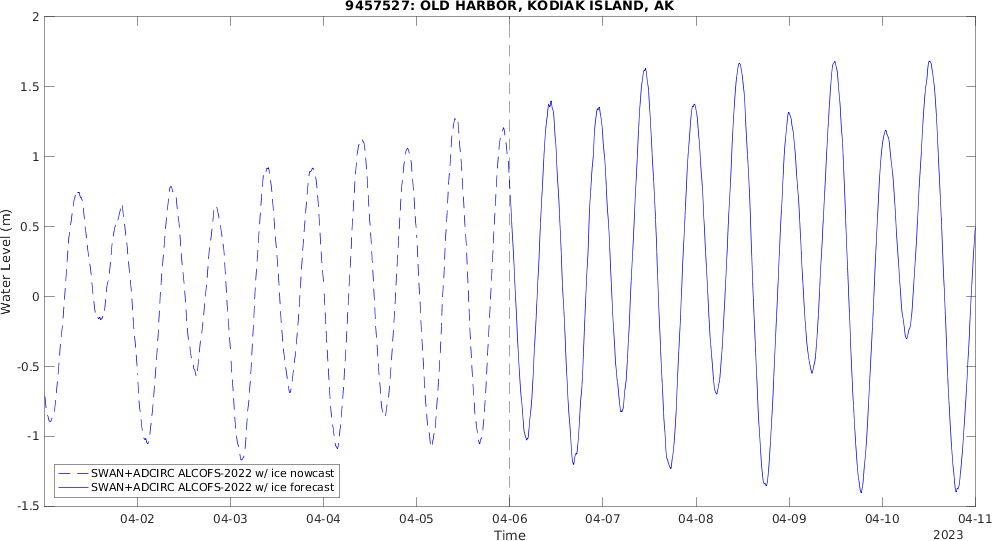 9457527: OLD HARBOR, KODIAK ISLAND, AK
2
1.5
1
0.5
0
-0.5
-1
-1.5
Water Level (m)
SWAN+ADCIRC ALCOFS-2022 w/ ice nowcast
SWAN+ADCIRC ALCOFS-2022 w/ ice forecast
04-02 04-03 04-04 04-05 04-06 04-07 04-08 04-09 04-10 04-11
Time
2023